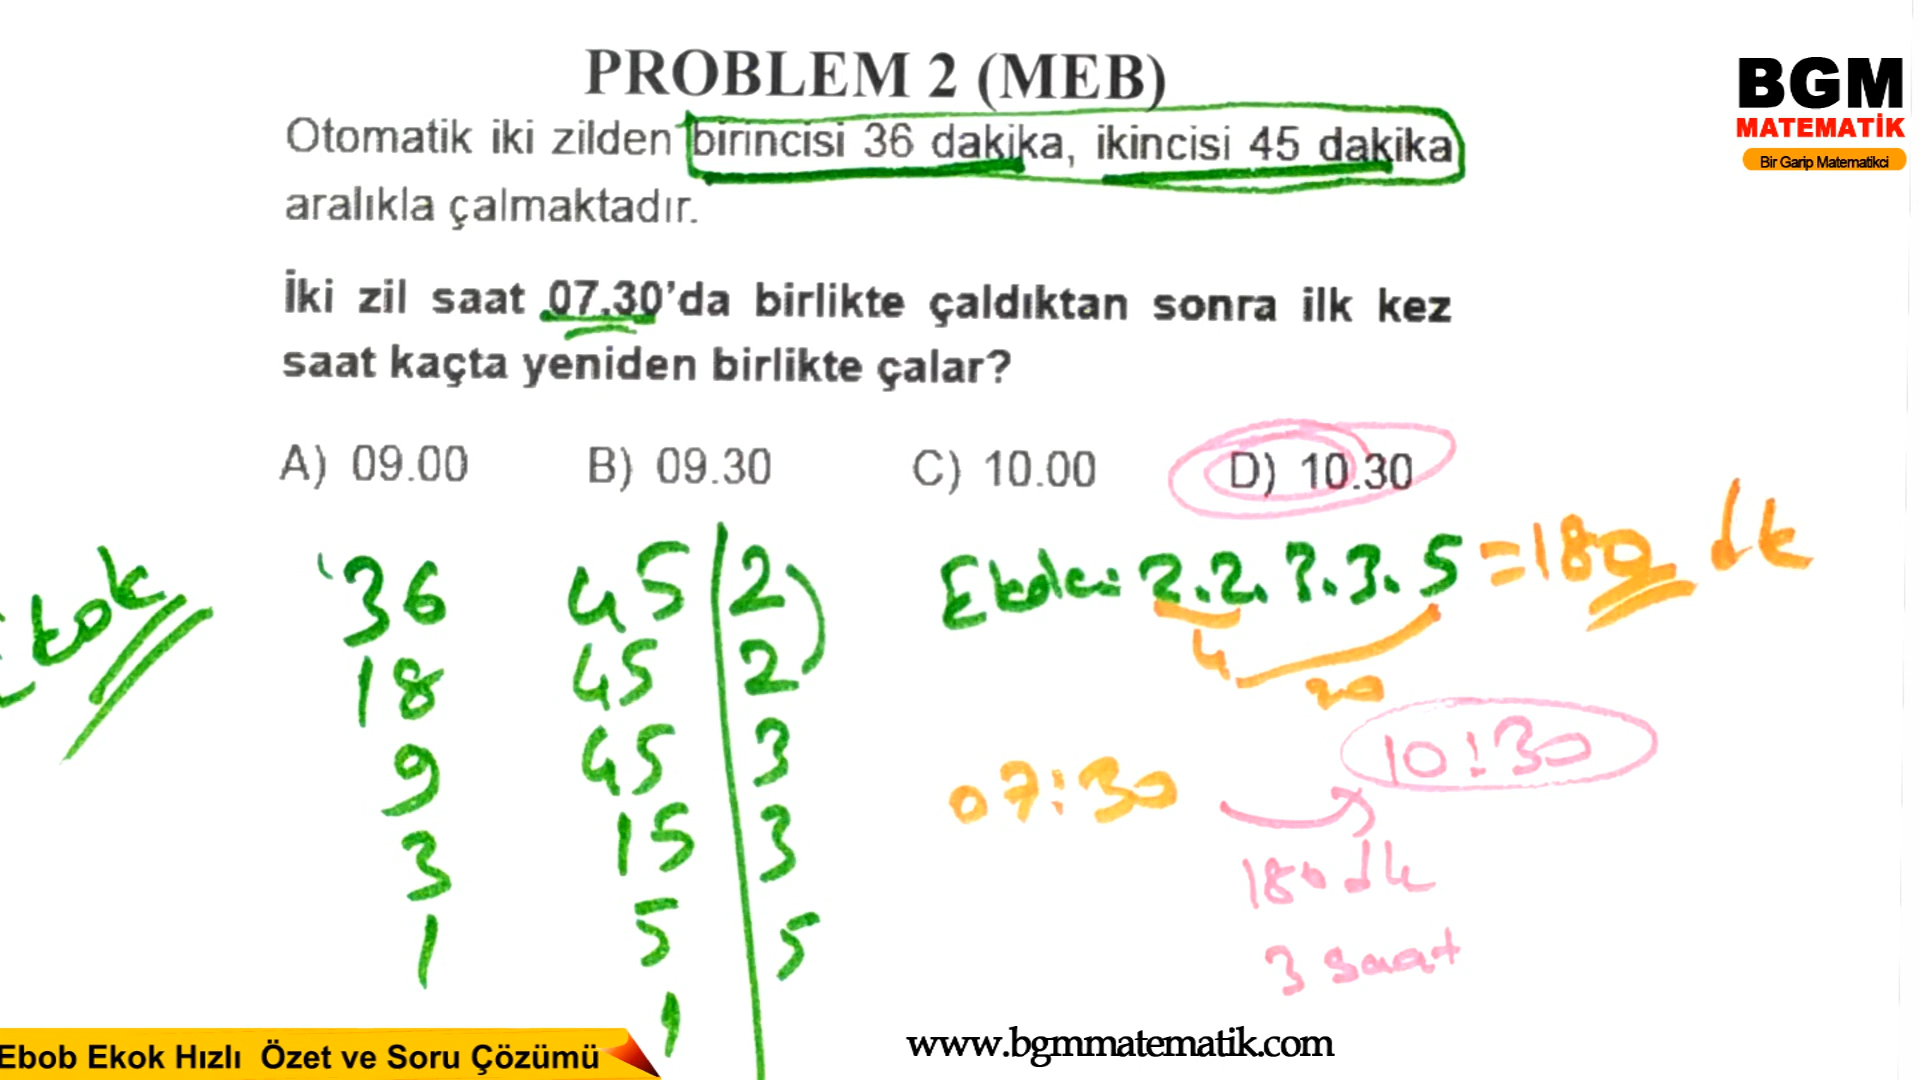 PROBLEM 2 (MEB)
BGM
MATEMATİK
Bir Garip Matematikci
Otomatik iki zilden birincisi 36 dakika, ikincisi 45 dakika
aralıkla çalmaktadır.
İki zil saat 07.30'da birlikte çaldıktan sonra ilk kez
saat kaçta yeniden birlikte çalar?
A) 09.00 B) 09.30 C) 10.00 D) 10.30
Ekok
36 45 2
18 45 2
9 45 3
3 15 3
1 5 5
1
Ekok: 2.2.3.3.5 = 180 dk
4
20
07:30
10:30
180 dk
3 saat
Ebob Ekok Hızlı Özet ve Soru Çözümü
www.bgmmatematik.com